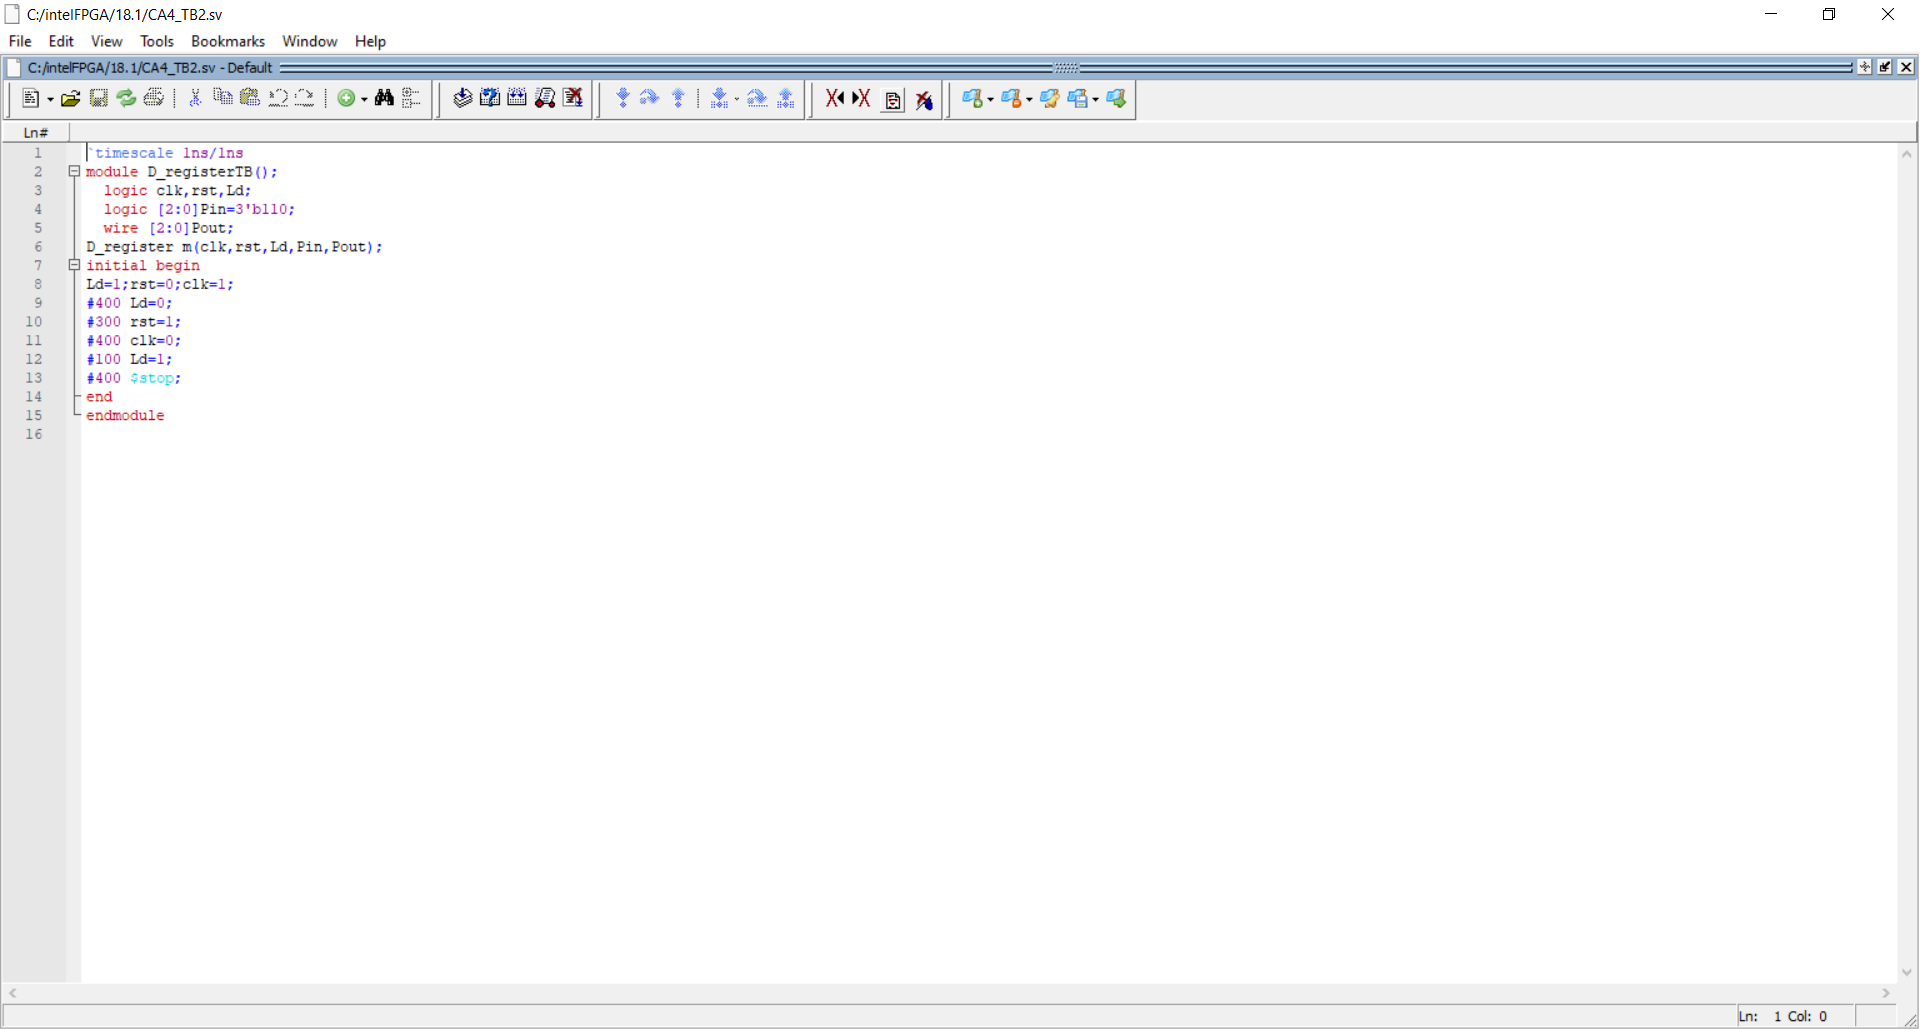 C:/intelFPGA/18.1/CA4_TB2.sv
File Edit View Tools Bookmarks Window Help
C:/intelFPGA/18.1/CA4_TB2.sv - Default
Ln#
1 `timescale 1ns/1ns
2 module D_registerTB();
3 logic clk,rst,Ld;
4 logic [2:0]Pin=3'b110;
5 wire [2:0]Pout;
6 D_register m(clk,rst,Ld,Pin,Pout);
7 initial begin
8 Ld=1;rst=0;clk=1;
9 #400 Ld=0;
10 #300 rst=1;
11 #400 clk=0;
12 #100 Ld=1;
13 #400 $stop;
14 end
15 endmodule
16
Ln: 1 Col: 0